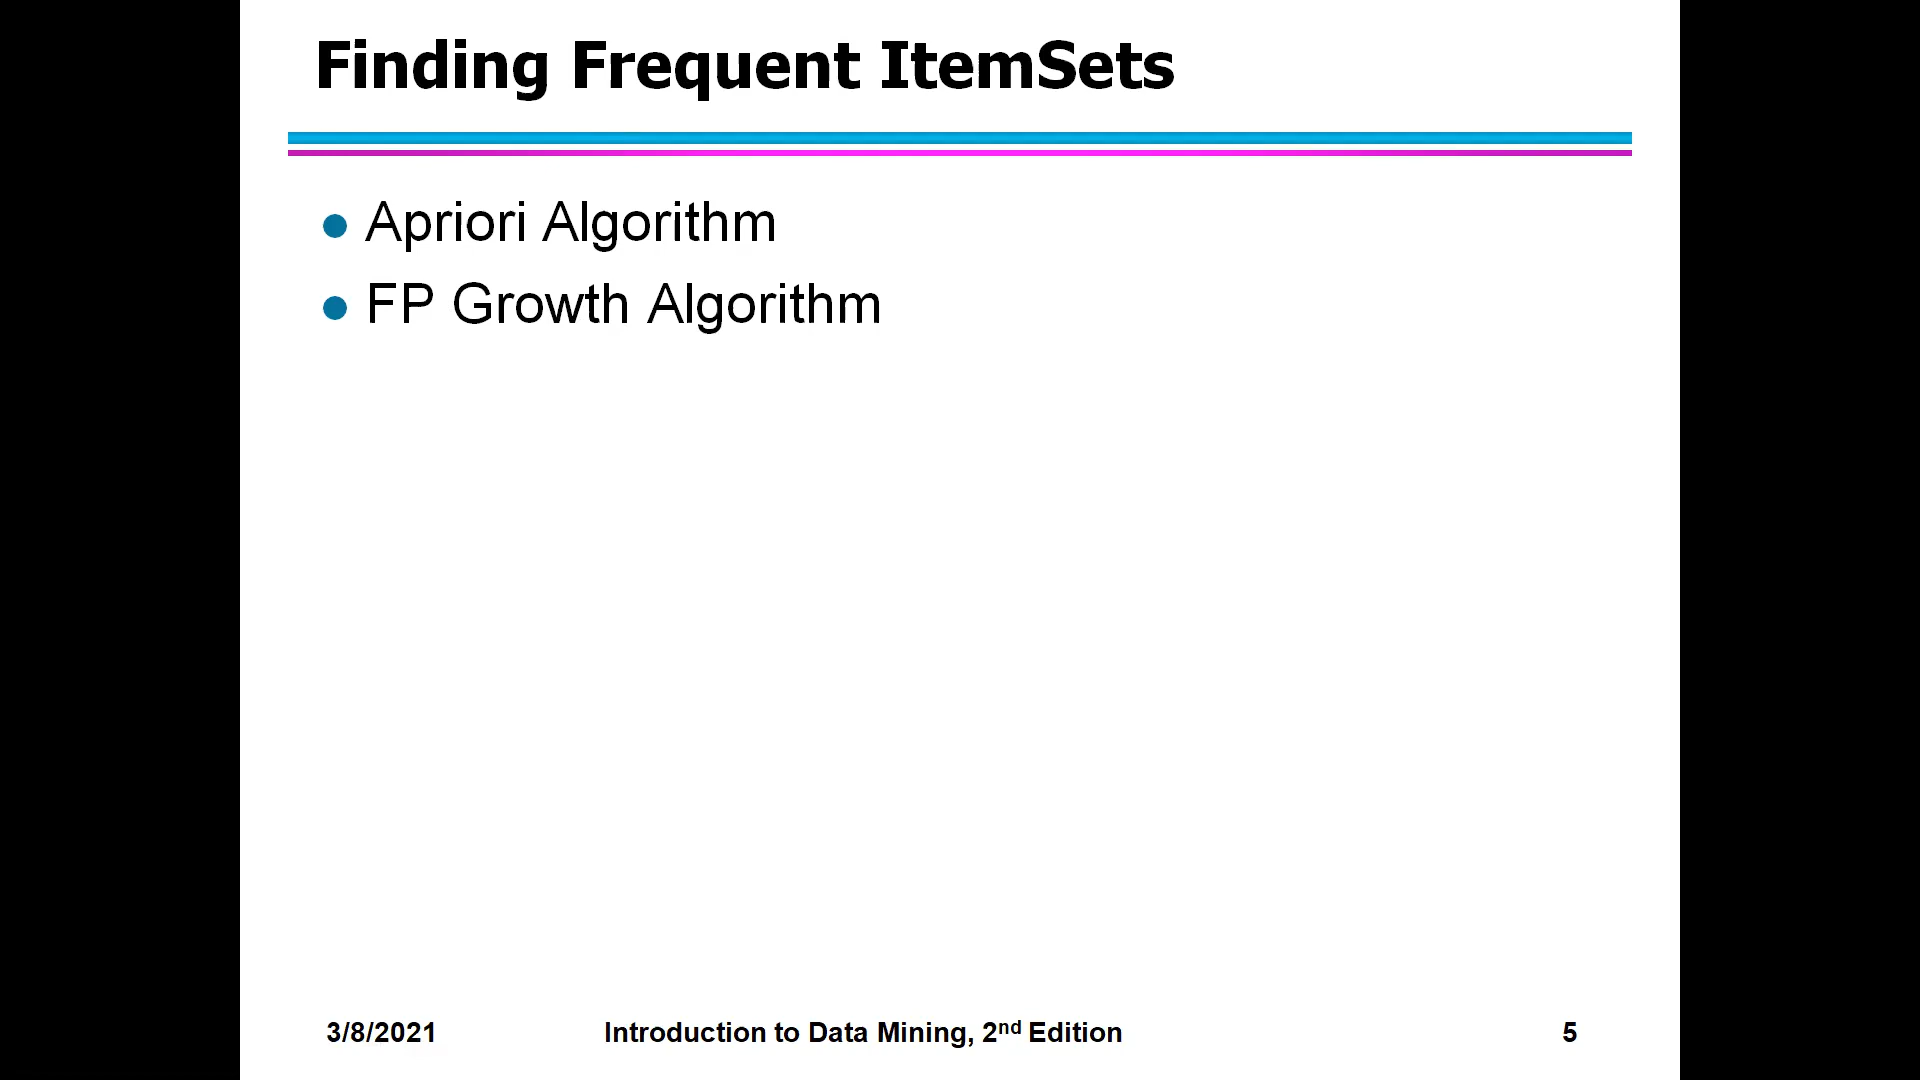 Finding Frequent ItemSets
Apriori Algorithm
FP Growth Algorithm
3/8/2021 Introduction to Data Mining, 2nd Edition 5